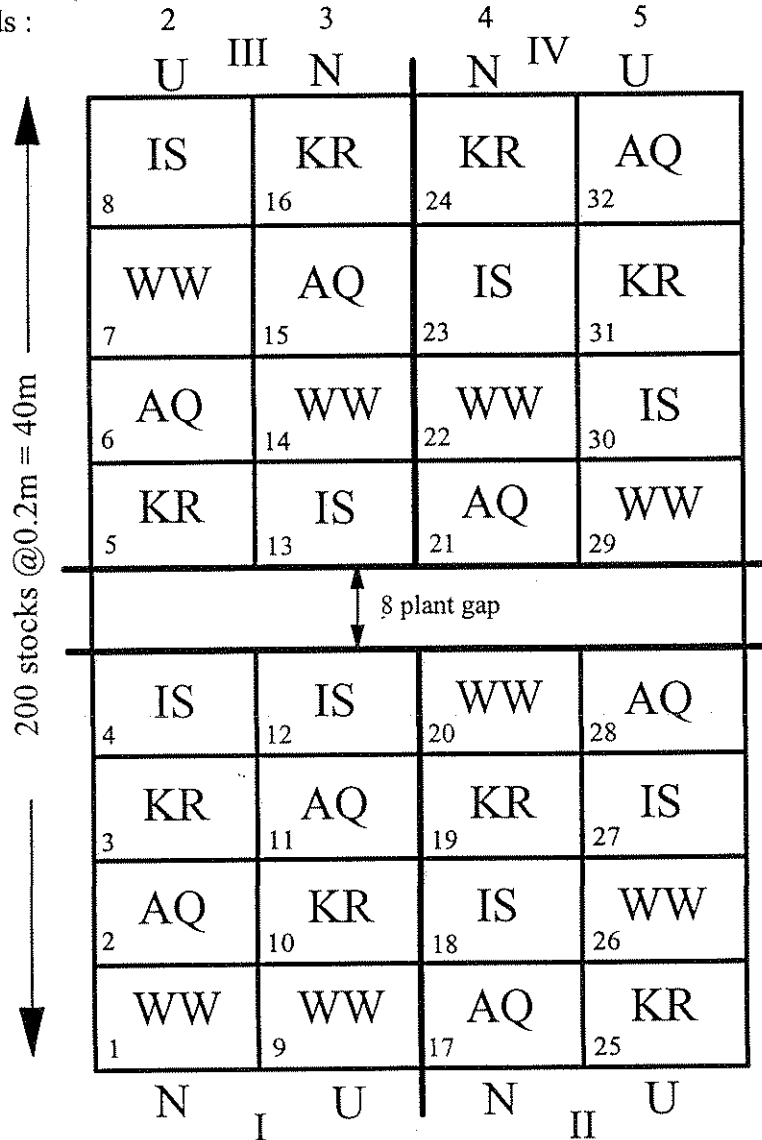 ls : 2 3 4 5
III IV
U N N U
IS KR KR AQ
8 16 24 32
WW AQ IS KR
7 15 23 31
AQ WW WW IS
6 14 22 30
KR IS AQ WW
5 13 21 29
8 plant gap
200 stocks @0.2m = 40m
IS IS WW AQ
4 12 20 28
KR AQ KR IS
3 11 19 27
AQ KR IS WW
2 10 18 26
WW WW AQ KR
1 9 17 25
N U N U
I II